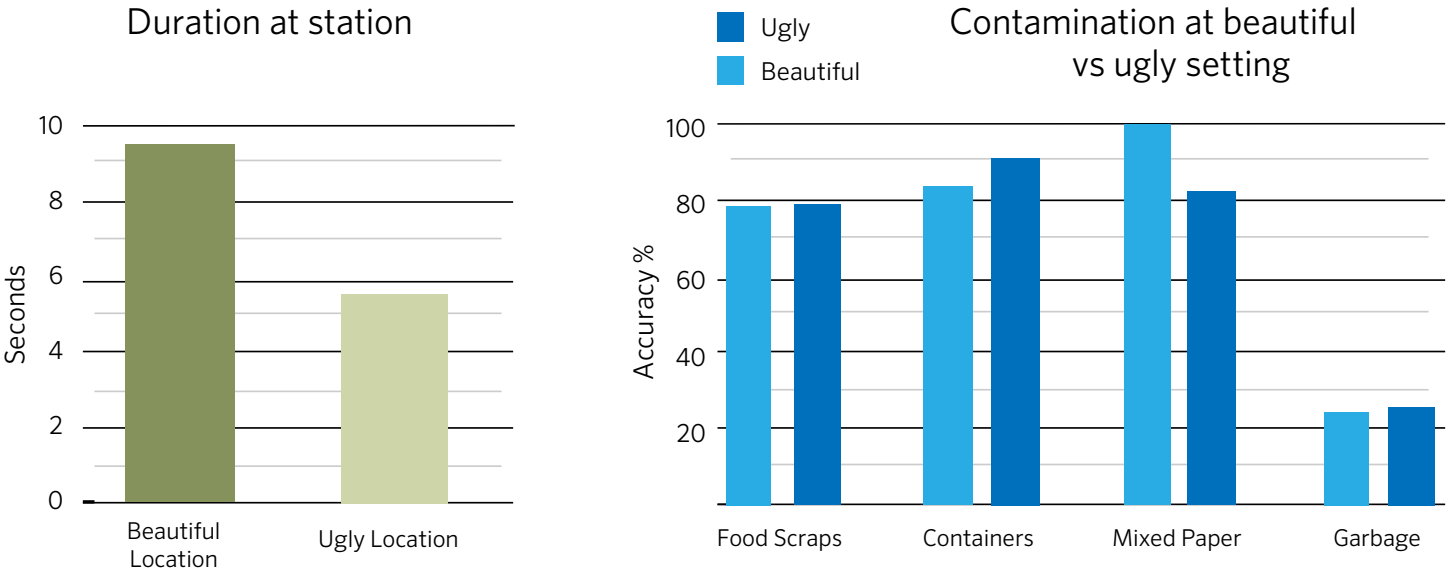 Duration at station
10
8
6
4
2
0
Seconds
Beautiful
Location
Ugly Location
Ugly
Beautiful
Contamination at beautiful
vs ugly setting
100
80
60
40
20
Accuracy %
Food Scraps
Containers
Mixed Paper
Garbage